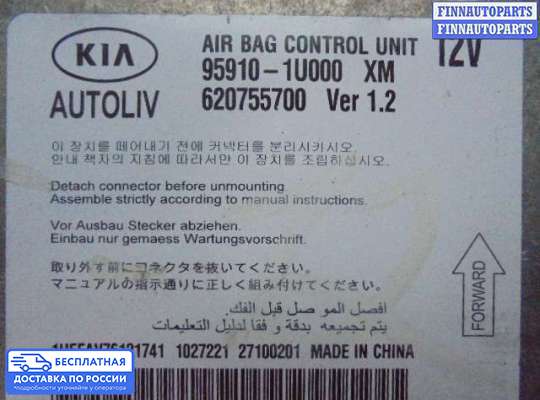 FINNAUTOPARTS
FINNAUTOPARTS
FINNAUTOPARTS
KIA
AIR BAG CONTROL UNIT 12V
95910-1U000 XM
AUTOLIV 620755700 Ver 1.2
이 장치를 떼어내기 전에 커넥터를 분리시키시오.
안내 책자의 지침에 따라서만 이 장치를 조립하십시오.
Detach connector before unmounting
Assemble strictly according to manual instructions.
Vor Ausbau Stecker abziehen.
Einbau nur gemaess Wartungsvorschrift.
取り外す前にコネクタを抜いてください。
マニュアルの指示通りに正しく組み付けてください。
افصل الموصل قبل الفك.
يتم تجميعه بدقة و فقا لدليل التعليمات
FORWARD
1027221 27100201 MADE IN CHINA
БЕСПЛАТНАЯ
ДОСТАВКА ПО РОССИИ
подробности уточняйте у оператора